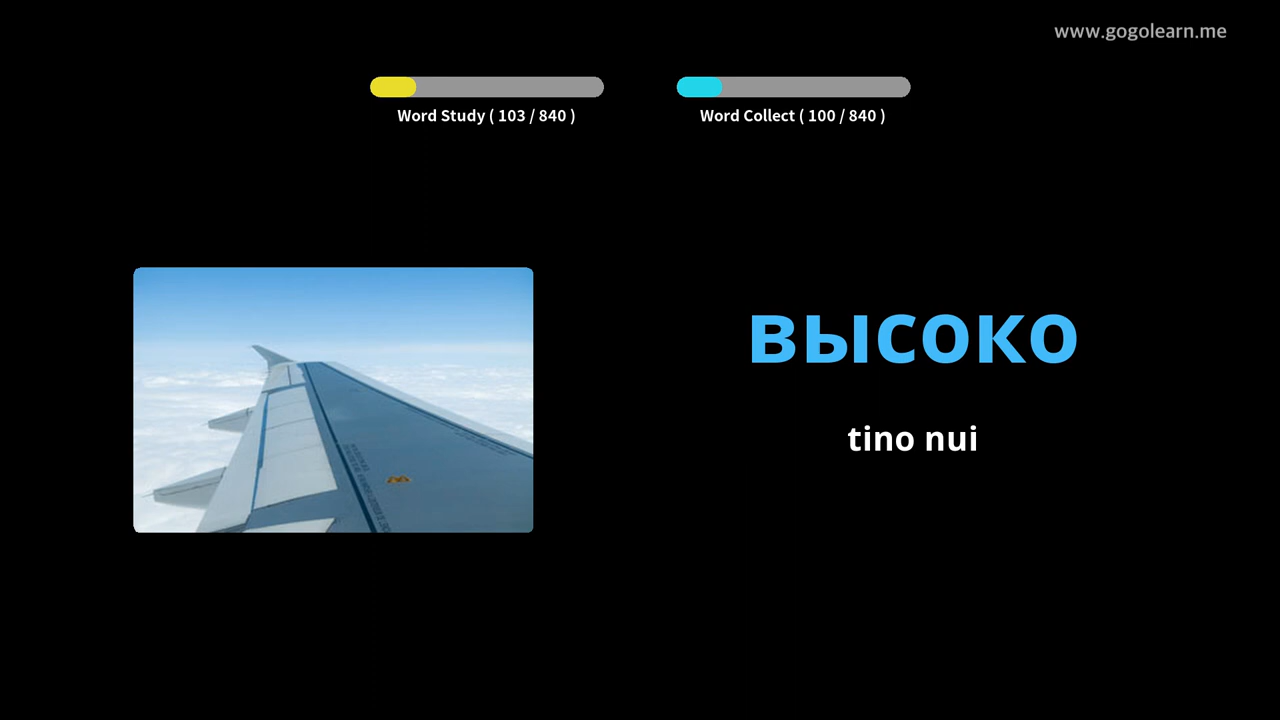 www.gogolearn.me
Word Study ( 103 / 840 )
Word Collect ( 100 / 840 )
высоко
tino nui